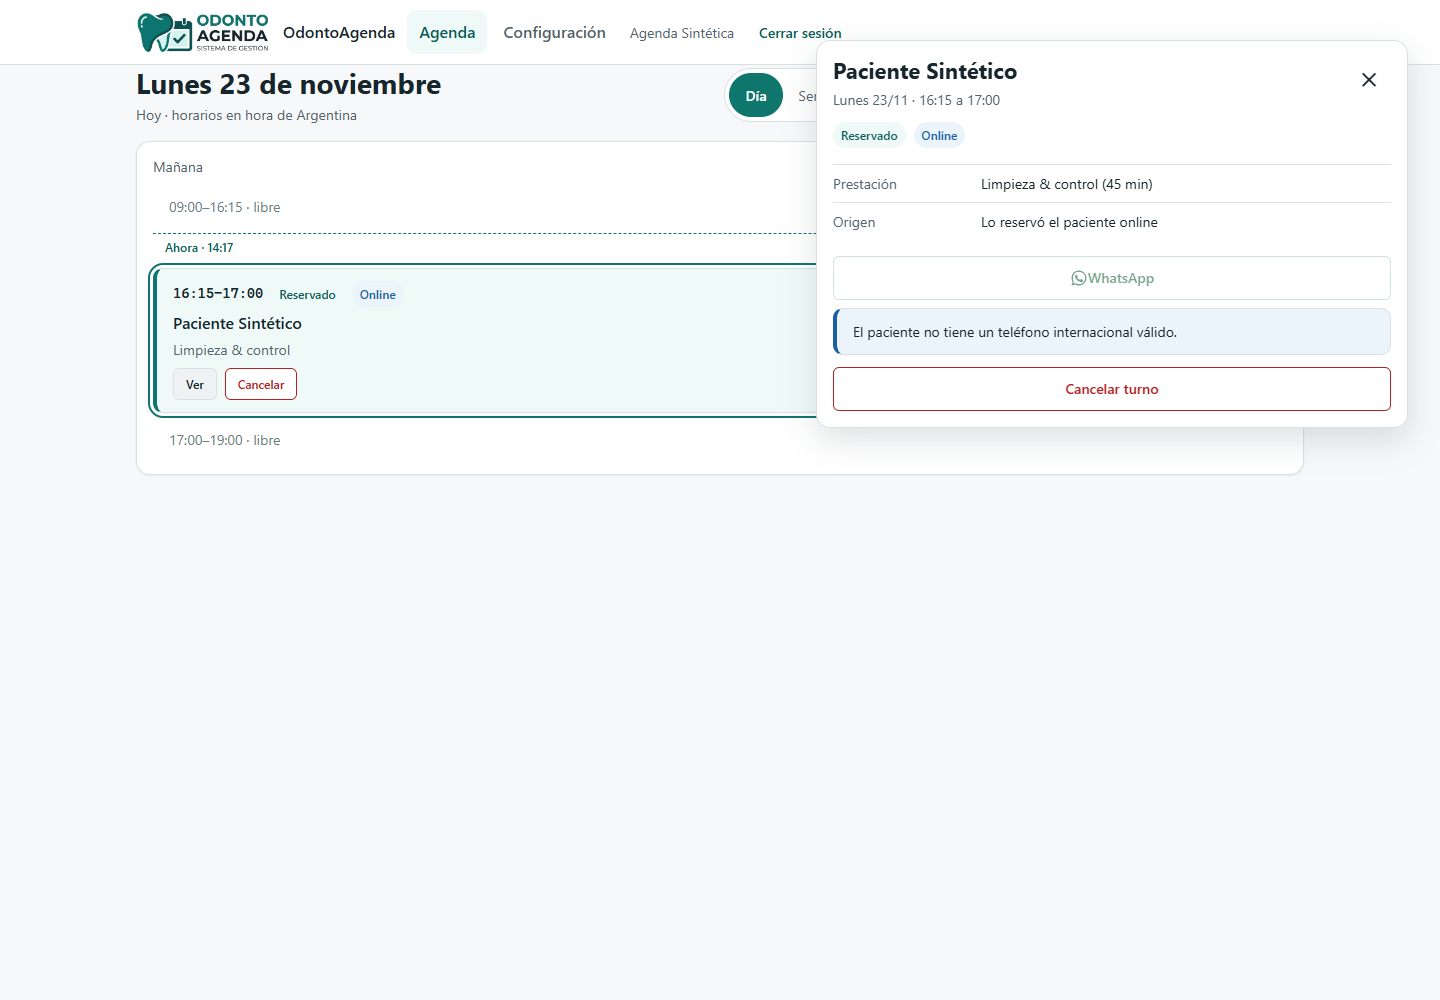 ODONTO
AGENDA
SISTEMA DE GESTIÓN
OdontoAgenda
Agenda
Configuración
Agenda Sintética
Cerrar sesión
Lunes 23 de noviembre
Hoy · horarios en hora de Argentina
Día
Mañana
09:00–16:15 · libre
Ahora · 14:17
16:15–17:00 Reservado Online
Paciente Sintético
Limpieza & control
Ver
Cancelar
17:00–19:00 · libre
Paciente Sintético
Lunes 23/11 · 16:15 a 17:00
Reservado Online
Prestación Limpieza & control (45 min)
Origen Lo reservó el paciente online
WhatsApp
El paciente no tiene un teléfono internacional válido.
Cancelar turno